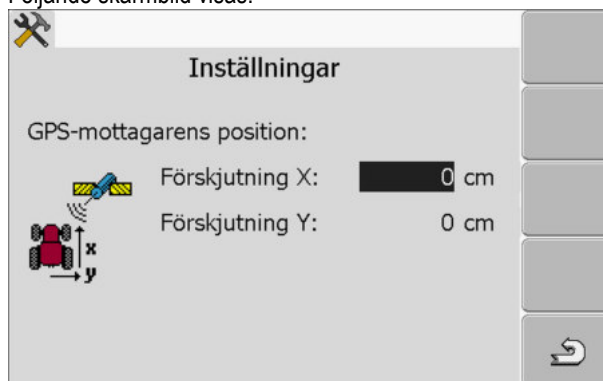 Följande skärmbild visas:
Inställningar
GPS-mottagarens position:
Förskjutning X: 0 cm
Förskjutning Y: 0 cm
x
y